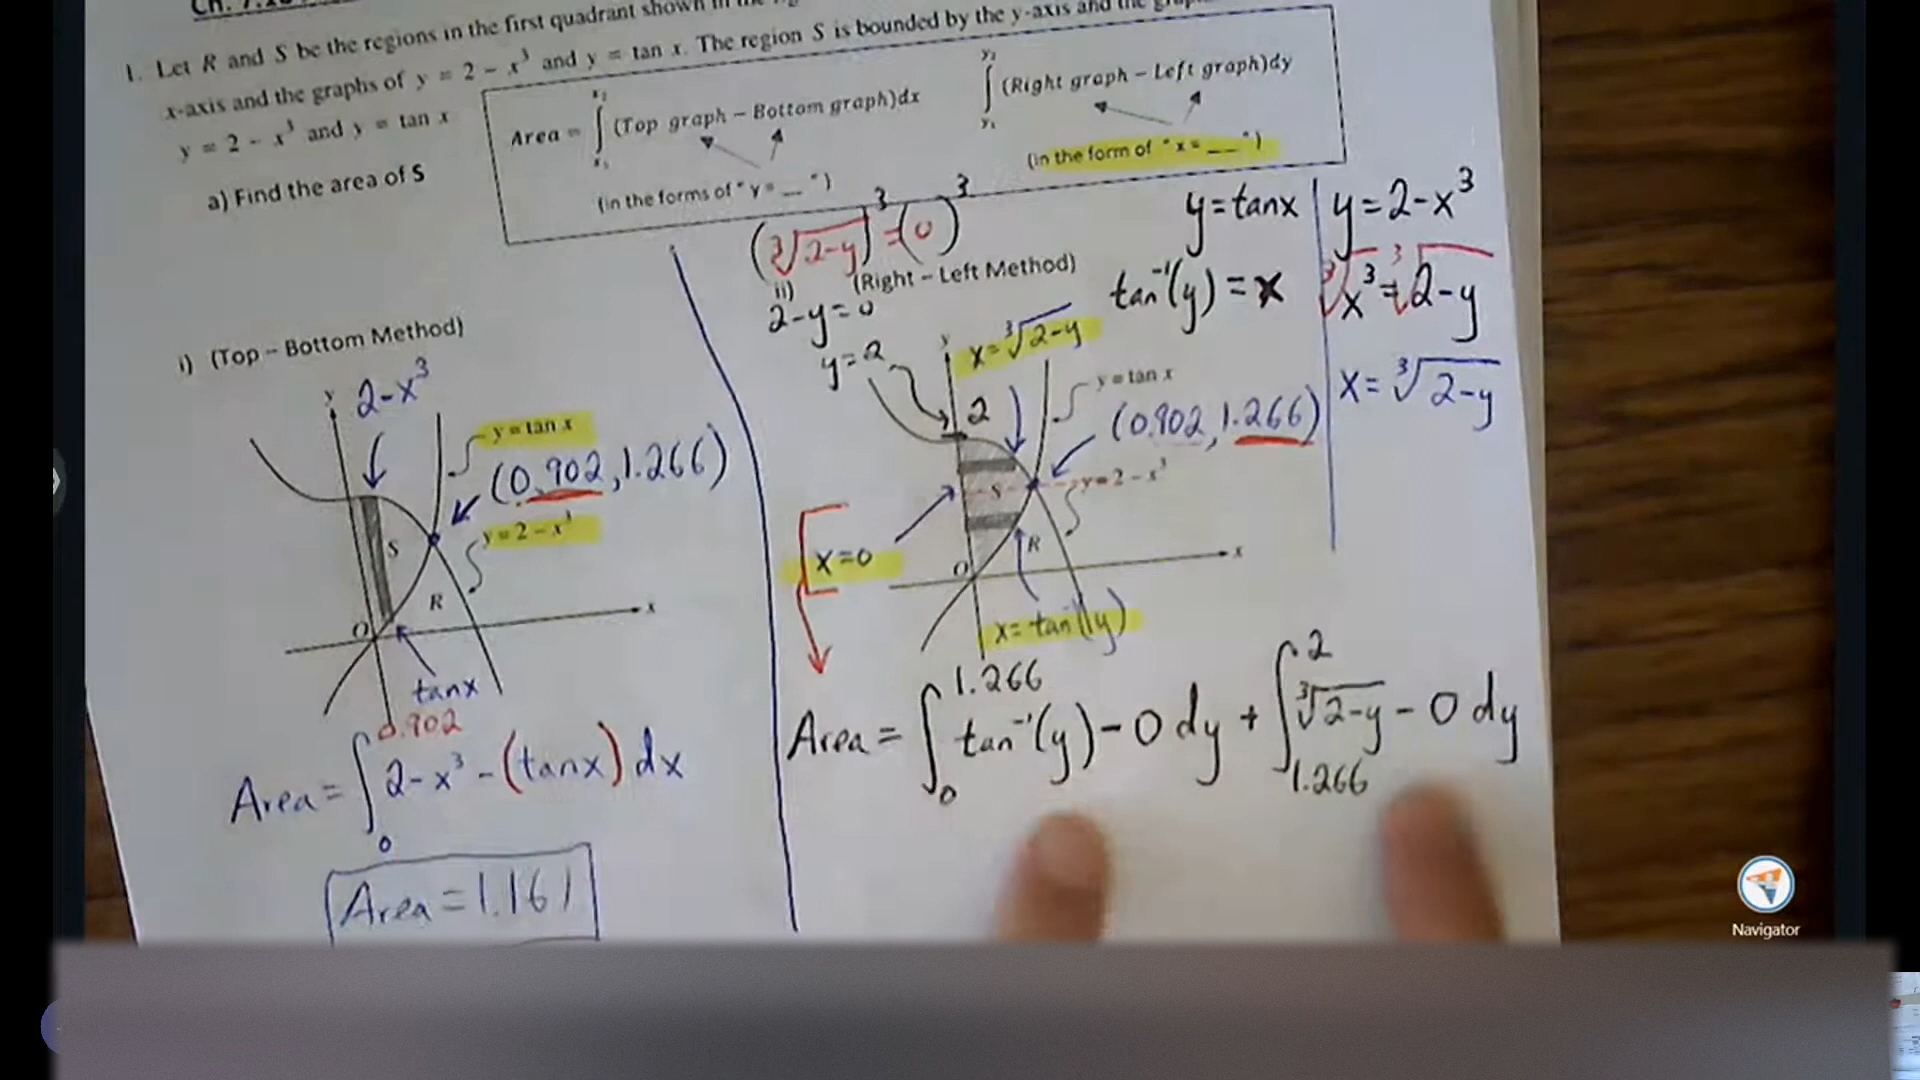 1. Let R and S be the regions in the first quadrant shown in the
x-axis and the graphs of y = 2 − x³ and y = tan x. The region S is bounded by the y-axis and the
y = 2 − x³ and y = tan x
a) Find the area of S
Area = ∫ₓ₁ˣ² (Top graph − Bottom graph)dx
(in the forms of "y = __")
∫ᵧ₁ʸ² (Right graph − Left graph)dy
(in the form of "x = __ __")
i) (Top − Bottom Method)
2-x³
y
y = tan x
(0.902, 1.266)
y = 2 − x³
S
R
O
x
tanx
Area = ∫₀^0.902 2-x³ - (tanx) dx
Area = 1.161
(∛2-y)³ = (0)³
ii) (Right − Left Method)
2-y=0
y=2
x=∛2-y
y
2
y = tan x
(0.902, 1.266)
y = 2 − x³
S
x=0
R
O
x
x= tan⁻¹(y)
y=tanx
tan⁻¹(y) = x
y=2-x³
∛x³ = ∛2-y
x= ∛2-y
Area = ∫₀^1.266 tan⁻¹(y) - 0 dy + ∫₁.₂₆₆^2 ∛2-y - 0 dy
Navigator